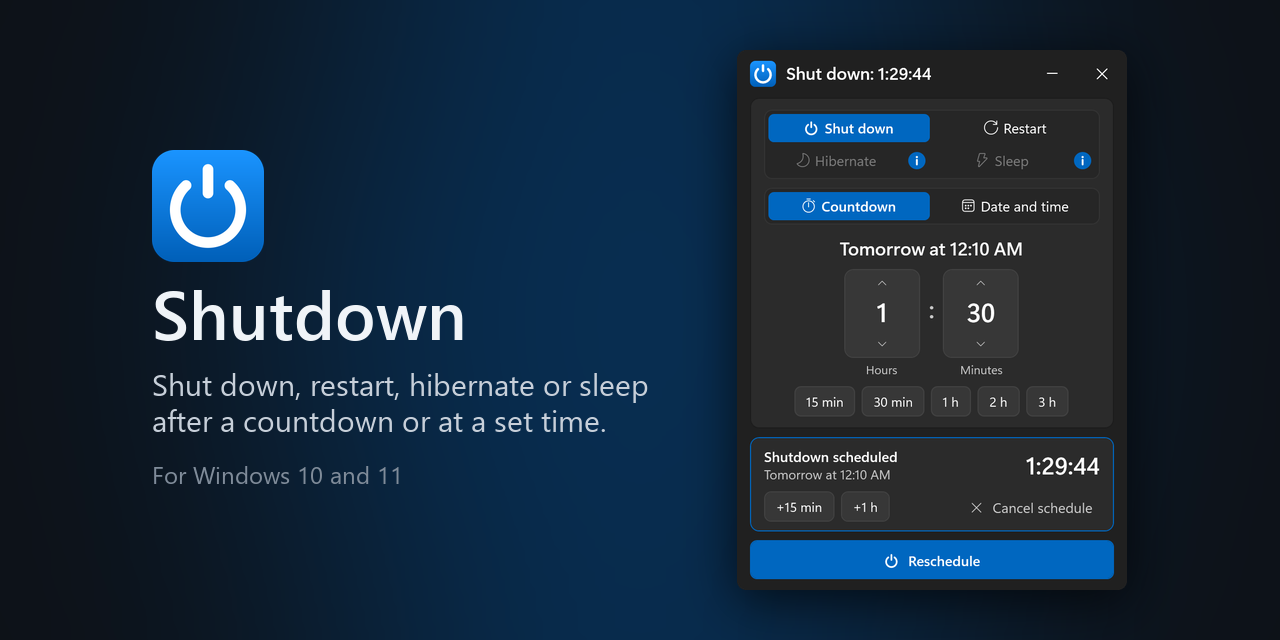 Shutdown
Shut down, restart, hibernate or sleep
after a countdown or at a set time.
For Windows 10 and 11
Shut down: 1:29:44
Shut down
Restart
Hibernate
i
Sleep
i
Countdown
Date and time
Tomorrow at 12:10 AM
1 : 30
Hours
Minutes
15 min
30 min
1 h
2 h
3 h
Shutdown scheduled
Tomorrow at 12:10 AM
1:29:44
+15 min
+1 h
Cancel schedule
Reschedule